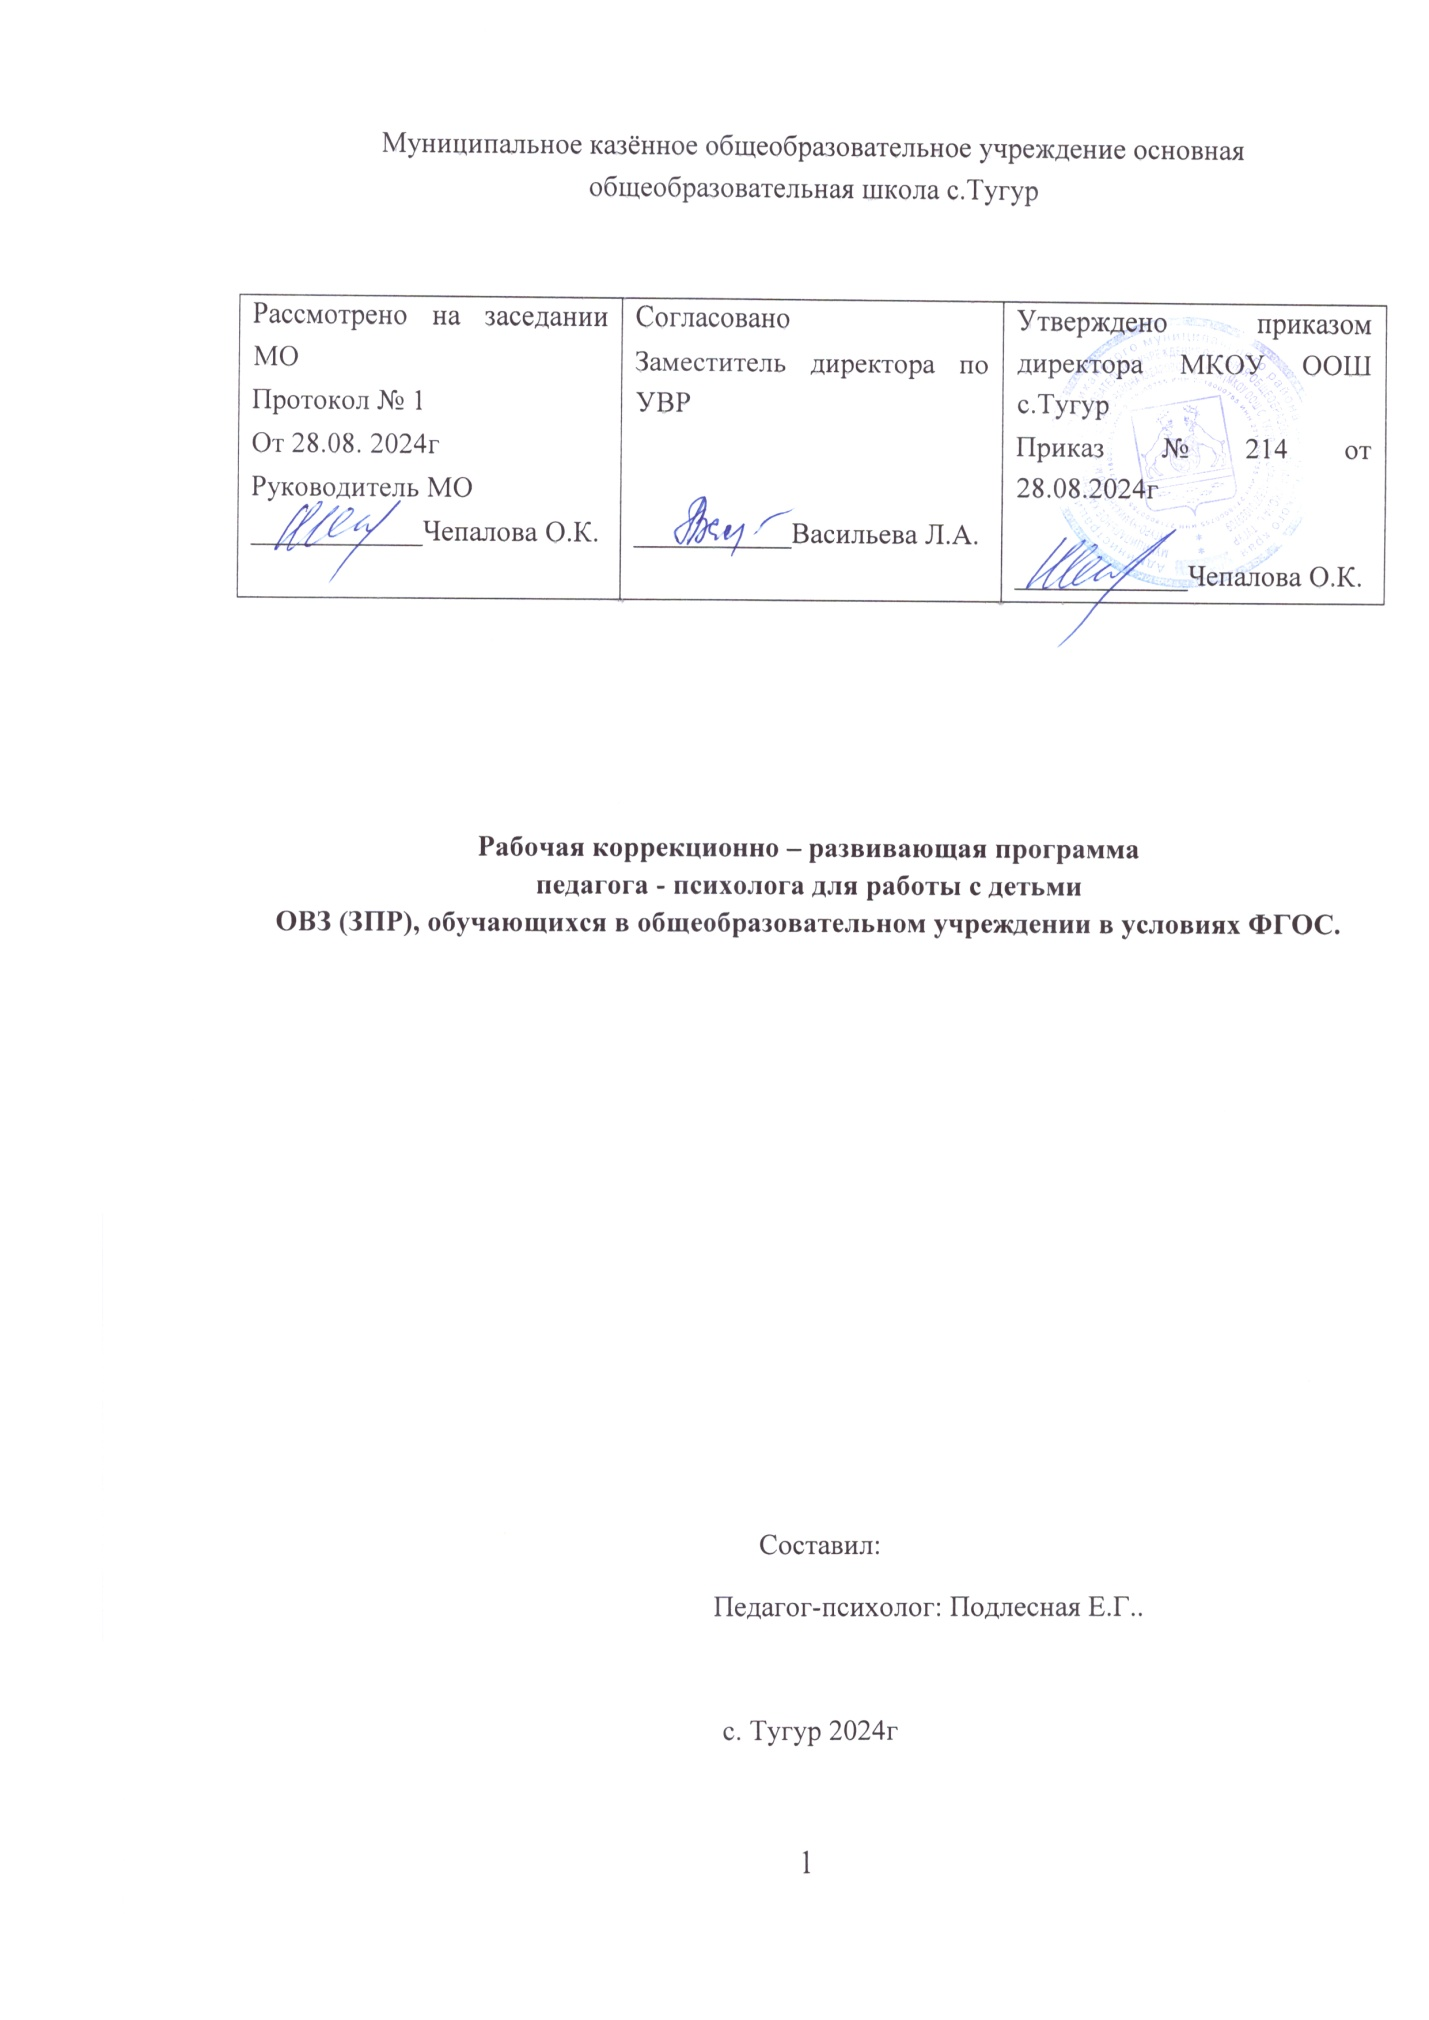 Муниципальное казённое общеобразовательное учреждение основная
общеобразовательная школа с.Тугур
Рассмотрено на заседании
МО
Протокол № 1
От 28.08. 2024г
Руководитель МО
____________Чепалова О.К.
Согласовано
Заместитель директора по
УВР
___________Васильева Л.А.
Утверждено приказом
директора МКОУ ООШ
с.Тугур
Приказ № 214 от
28.08.2024г
____________Чепалова О.К.
Рабочая коррекционно – развивающая программа
педагога - психолога для работы с детьми
ОВЗ (ЗПР), обучающихся в общеобразовательном учреждении в условиях ФГОС.
Составил:
Педагог-психолог: Подлесная Е.Г..
с. Тугур 2024г
1